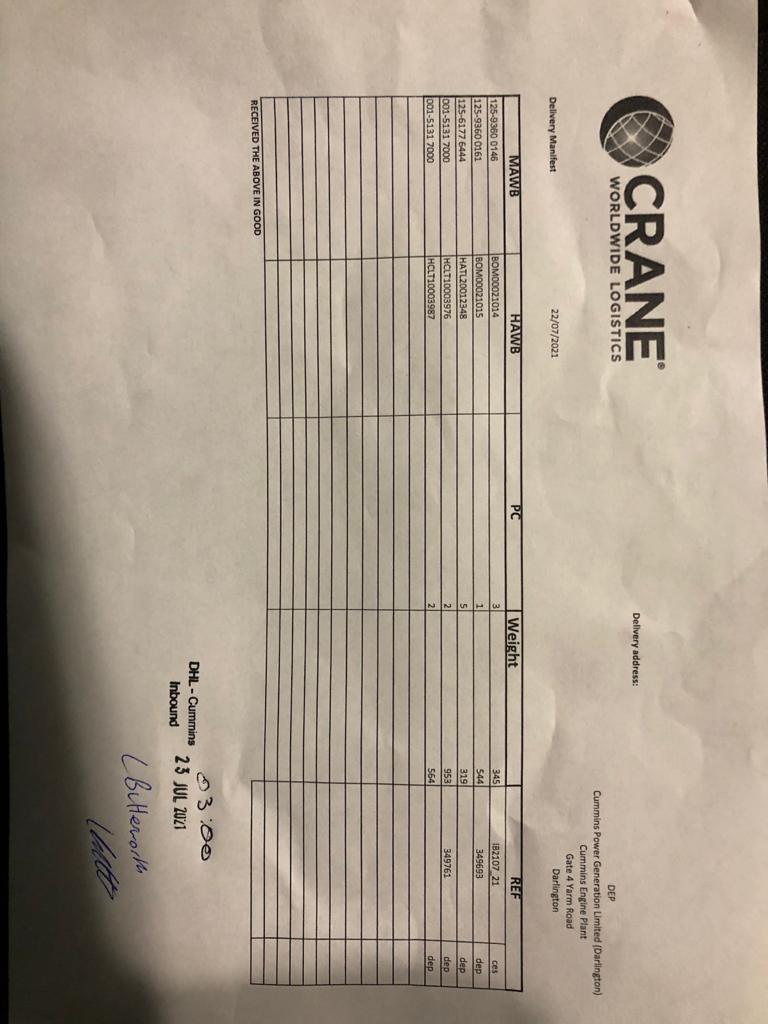 CRANE®
WORLDWIDE LOGISTICS
Delivery address:
DEP
Cummins Power Generation Limited (Darlington)
Cummins Engine Plant
Gate 4 Yarm Road
Darlington
Delivery Manifest 22/07/2021
MAWB HAWB PC Weight REF
125-9360 0146 BOM00021014 3 345 IB2107_21 ces
125-9360 0161 BOM00021015 1 544 349693 dep
125-6177 6444 HATL20012348 5 319 dep
001-5131 7000 HCLT10003976 2 953 349761 dep
001-5131 7000 HCLT10003987 2 564 dep
RECEIVED THE ABOVE IN GOOD
03:00
DHL - Cummins
Inbound 23 JUL 2021
L Butterworth